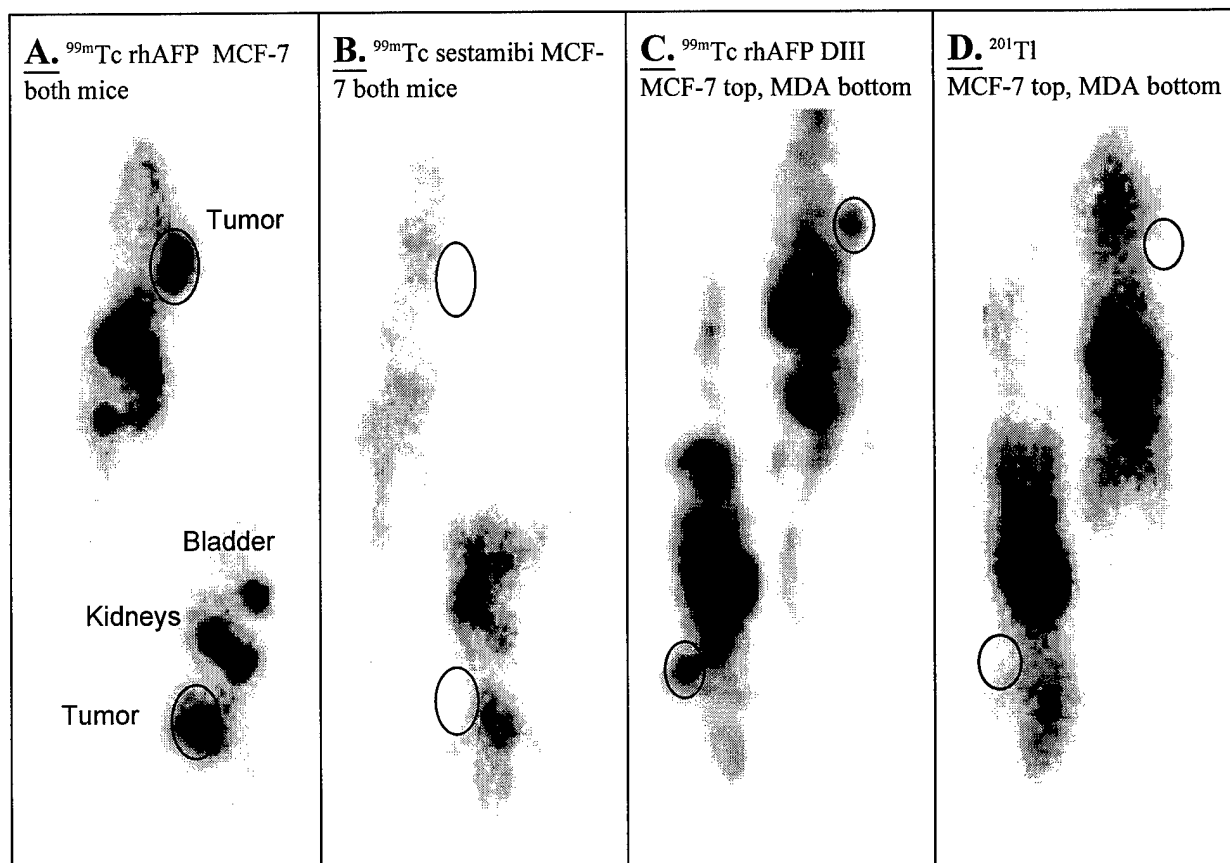 A. 99mTc rhAFP MCF-7
both mice
B. 99mTc sestamibi MCF-
7 both mice
C. 99mTc rhAFP DIII
MCF-7 top, MDA bottom
D. 201Tl
MCF-7 top, MDA bottom
Tumor
Bladder
Kidneys
Tumor